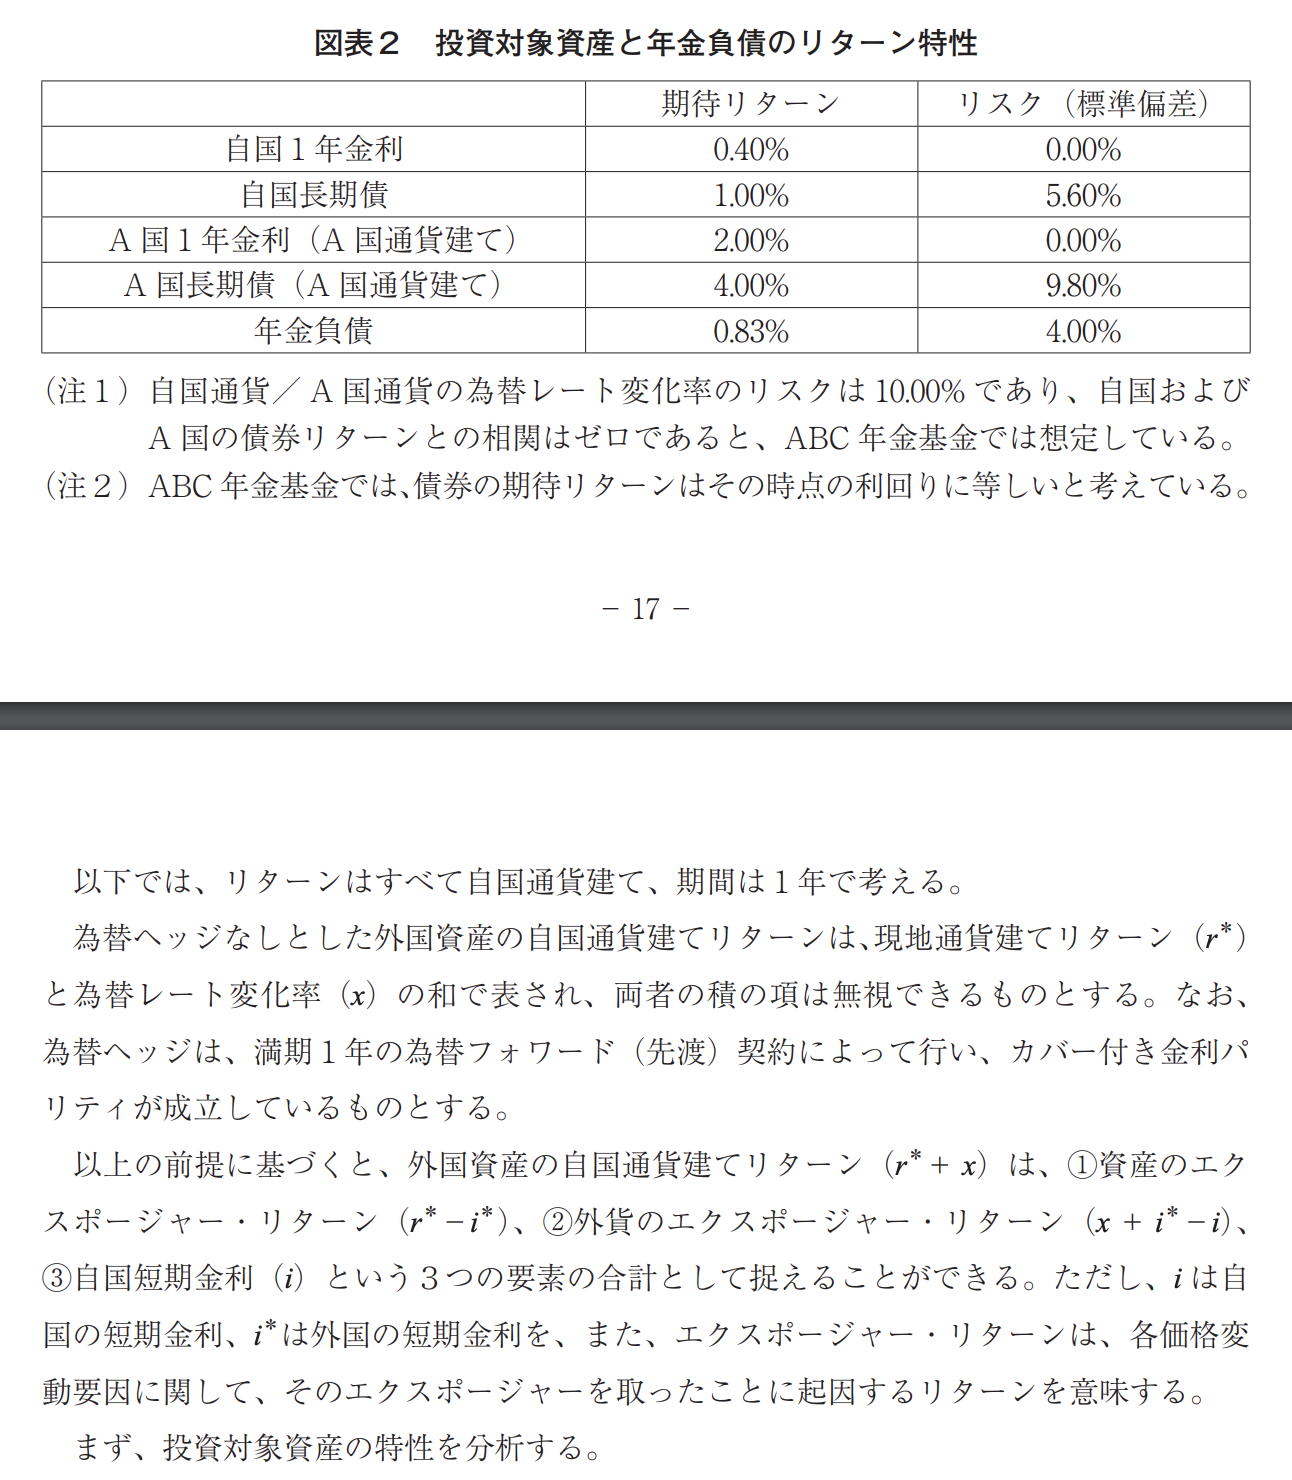 図表２　投資対象資産と年金負債のリターン特性
期待リターン　リスク（標準偏差）
自国１年金利　0.40%　0.00%
自国長期債　1.00%　5.60%
A 国１年金利（A 国通貨建て）　2.00%　0.00%
A 国長期債（A 国通貨建て）　4.00%　9.80%
年金負債　0.83%　4.00%
（注１）自国通貨／ A 国通貨の為替レート変化率のリスクは 10.00% であり、自国および
A 国の債券リターンとの相関はゼロであると、ABC 年金基金では想定している。
（注２）ABC 年金基金では、債券の期待リターンはその時点の利回りに等しいと考えている。
− 17 −
以下では、リターンはすべて自国通貨建て、期間は１年で考える。
為替ヘッジなしとした外国資産の自国通貨建てリターンは、現地通貨建てリターン（r*）
と為替レート変化率（x）の和で表され、両者の積の項は無視できるものとする。なお、
為替ヘッジは、満期１年の為替フォワード（先渡）契約によって行い、カバー付き金利パ
リティが成立しているものとする。
以上の前提に基づくと、外国資産の自国通貨建てリターン（r* + x）は、①資産のエク
スポージャー・リターン（r* − i*）、②外貨のエクスポージャー・リターン（x + i* − i）、
③自国短期金利（i）という３つの要素の合計として捉えることができる。ただし、i は自
国の短期金利、i*は外国の短期金利を、また、エクスポージャー・リターンは、各価格変
動要因に関して、そのエクスポージャーを取ったことに起因するリターンを意味する。
まず、投資対象資産の特性を分析する。